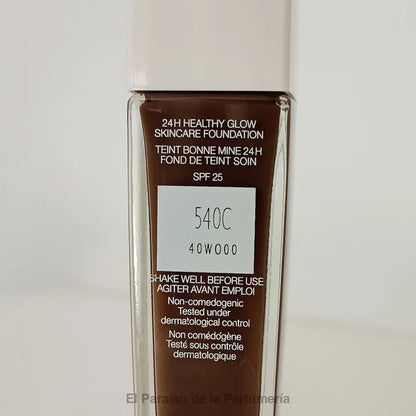 24H HEALTHY GLOW
SKINCARE FOUNDATION
TEINT BONNE MINE 24H
FOND DE TEINT SOIN
SPF 25
540C
40WO00
SHAKE WELL BEFORE USE
AGITER AVANT EMPLOI
Non-comedogenic
Tested under
dermatological control
Non comédogène
Testé sous contrôle
dermatologique
El Paraíso de la Perfumería